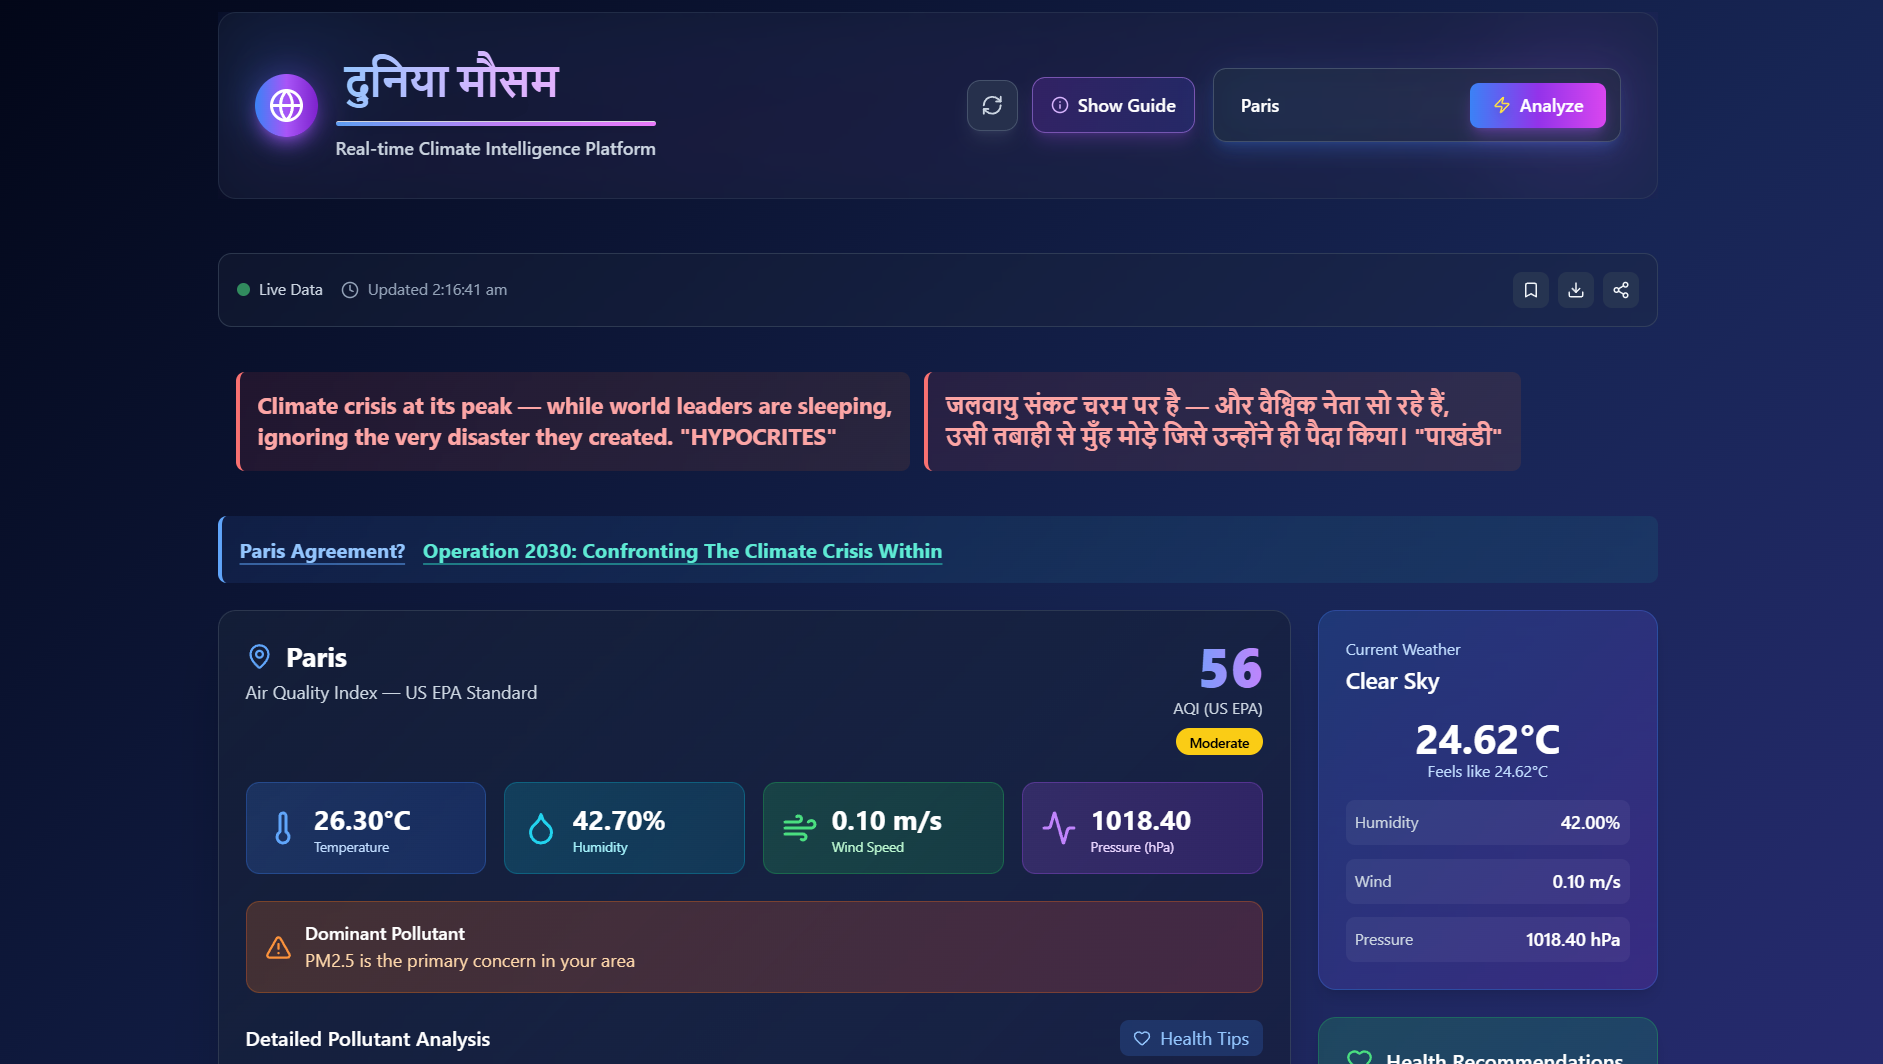 दुनिया मौसम
Real-time Climate Intelligence Platform
Show Guide
Paris
Analyze
Live Data
Updated 2:16:41 am
Climate crisis at its peak — while world leaders are sleeping,
ignoring the very disaster they created. "HYPOCRITES"
जलवायु संकट चरम पर है — और वैश्विक नेता सो रहे हैं,
उसी तबाही से मुँह मोड़े जिसे उन्होंने ही पैदा किया। "पाखंडी"
Paris Agreement?
Operation 2030: Confronting The Climate Crisis Within
Paris
Air Quality Index — US EPA Standard
56
AQI (US EPA)
Moderate
26.30°C
Temperature
42.70%
Humidity
0.10 m/s
Wind Speed
1018.40
Pressure (hPa)
Dominant Pollutant
PM2.5 is the primary concern in your area
Detailed Pollutant Analysis
Health Tips
Current Weather
Clear Sky
24.62°C
Feels like 24.62°C
Humidity 42.00%
Wind 0.10 m/s
Pressure 1018.40 hPa
Health Recommendations